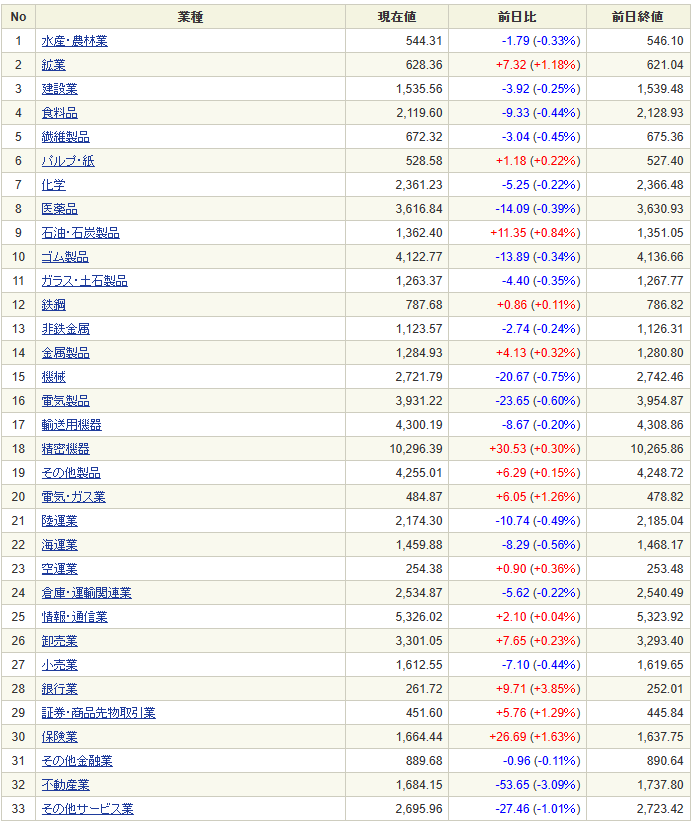 No 業種 現在値 前日比 前日終値
1 水産・農林業 544.31 -1.79 (-0.33%) 546.10
2 鉱業 628.36 +7.32 (+1.18%) 621.04
3 建設業 1,535.56 -3.92 (-0.25%) 1,539.48
4 食料品 2,119.60 -9.33 (-0.44%) 2,128.93
5 繊維製品 672.32 -3.04 (-0.45%) 675.36
6 パルプ・紙 528.58 +1.18 (+0.22%) 527.40
7 化学 2,361.23 -5.25 (-0.22%) 2,366.48
8 医薬品 3,616.84 -14.09 (-0.39%) 3,630.93
9 石油・石炭製品 1,362.40 +11.35 (+0.84%) 1,351.05
10 ゴム製品 4,122.77 -13.89 (-0.34%) 4,136.66
11 ガラス・土石製品 1,263.37 -4.40 (-0.35%) 1,267.77
12 鉄鋼 787.68 +0.86 (+0.11%) 786.82
13 非鉄金属 1,123.57 -2.74 (-0.24%) 1,126.31
14 金属製品 1,284.93 +4.13 (+0.32%) 1,280.80
15 機械 2,721.79 -20.67 (-0.75%) 2,742.46
16 電気製品 3,931.22 -23.65 (-0.60%) 3,954.87
17 輸送用機器 4,300.19 -8.67 (-0.20%) 4,308.86
18 精密機器 10,296.39 +30.53 (+0.30%) 10,265.86
19 その他製品 4,255.01 +6.29 (+0.15%) 4,248.72
20 電気・ガス業 484.87 +6.05 (+1.26%) 478.82
21 陸運業 2,174.30 -10.74 (-0.49%) 2,185.04
22 海運業 1,459.88 -8.29 (-0.56%) 1,468.17
23 空運業 254.38 +0.90 (+0.36%) 253.48
24 倉庫・運輸関連業 2,534.87 -5.62 (-0.22%) 2,540.49
25 情報・通信業 5,326.02 +2.10 (+0.04%) 5,323.92
26 卸売業 3,301.05 +7.65 (+0.23%) 3,293.40
27 小売業 1,612.55 -7.10 (-0.44%) 1,619.65
28 銀行業 261.72 +9.71 (+3.85%) 252.01
29 証券・商品先物取引業 451.60 +5.76 (+1.29%) 445.84
30 保険業 1,664.44 +26.69 (+1.63%) 1,637.75
31 その他金融業 889.68 -0.96 (-0.11%) 890.64
32 不動産業 1,684.15 -53.65 (-3.09%) 1,737.80
33 その他サービス業 2,695.96 -27.46 (-1.01%) 2,723.42